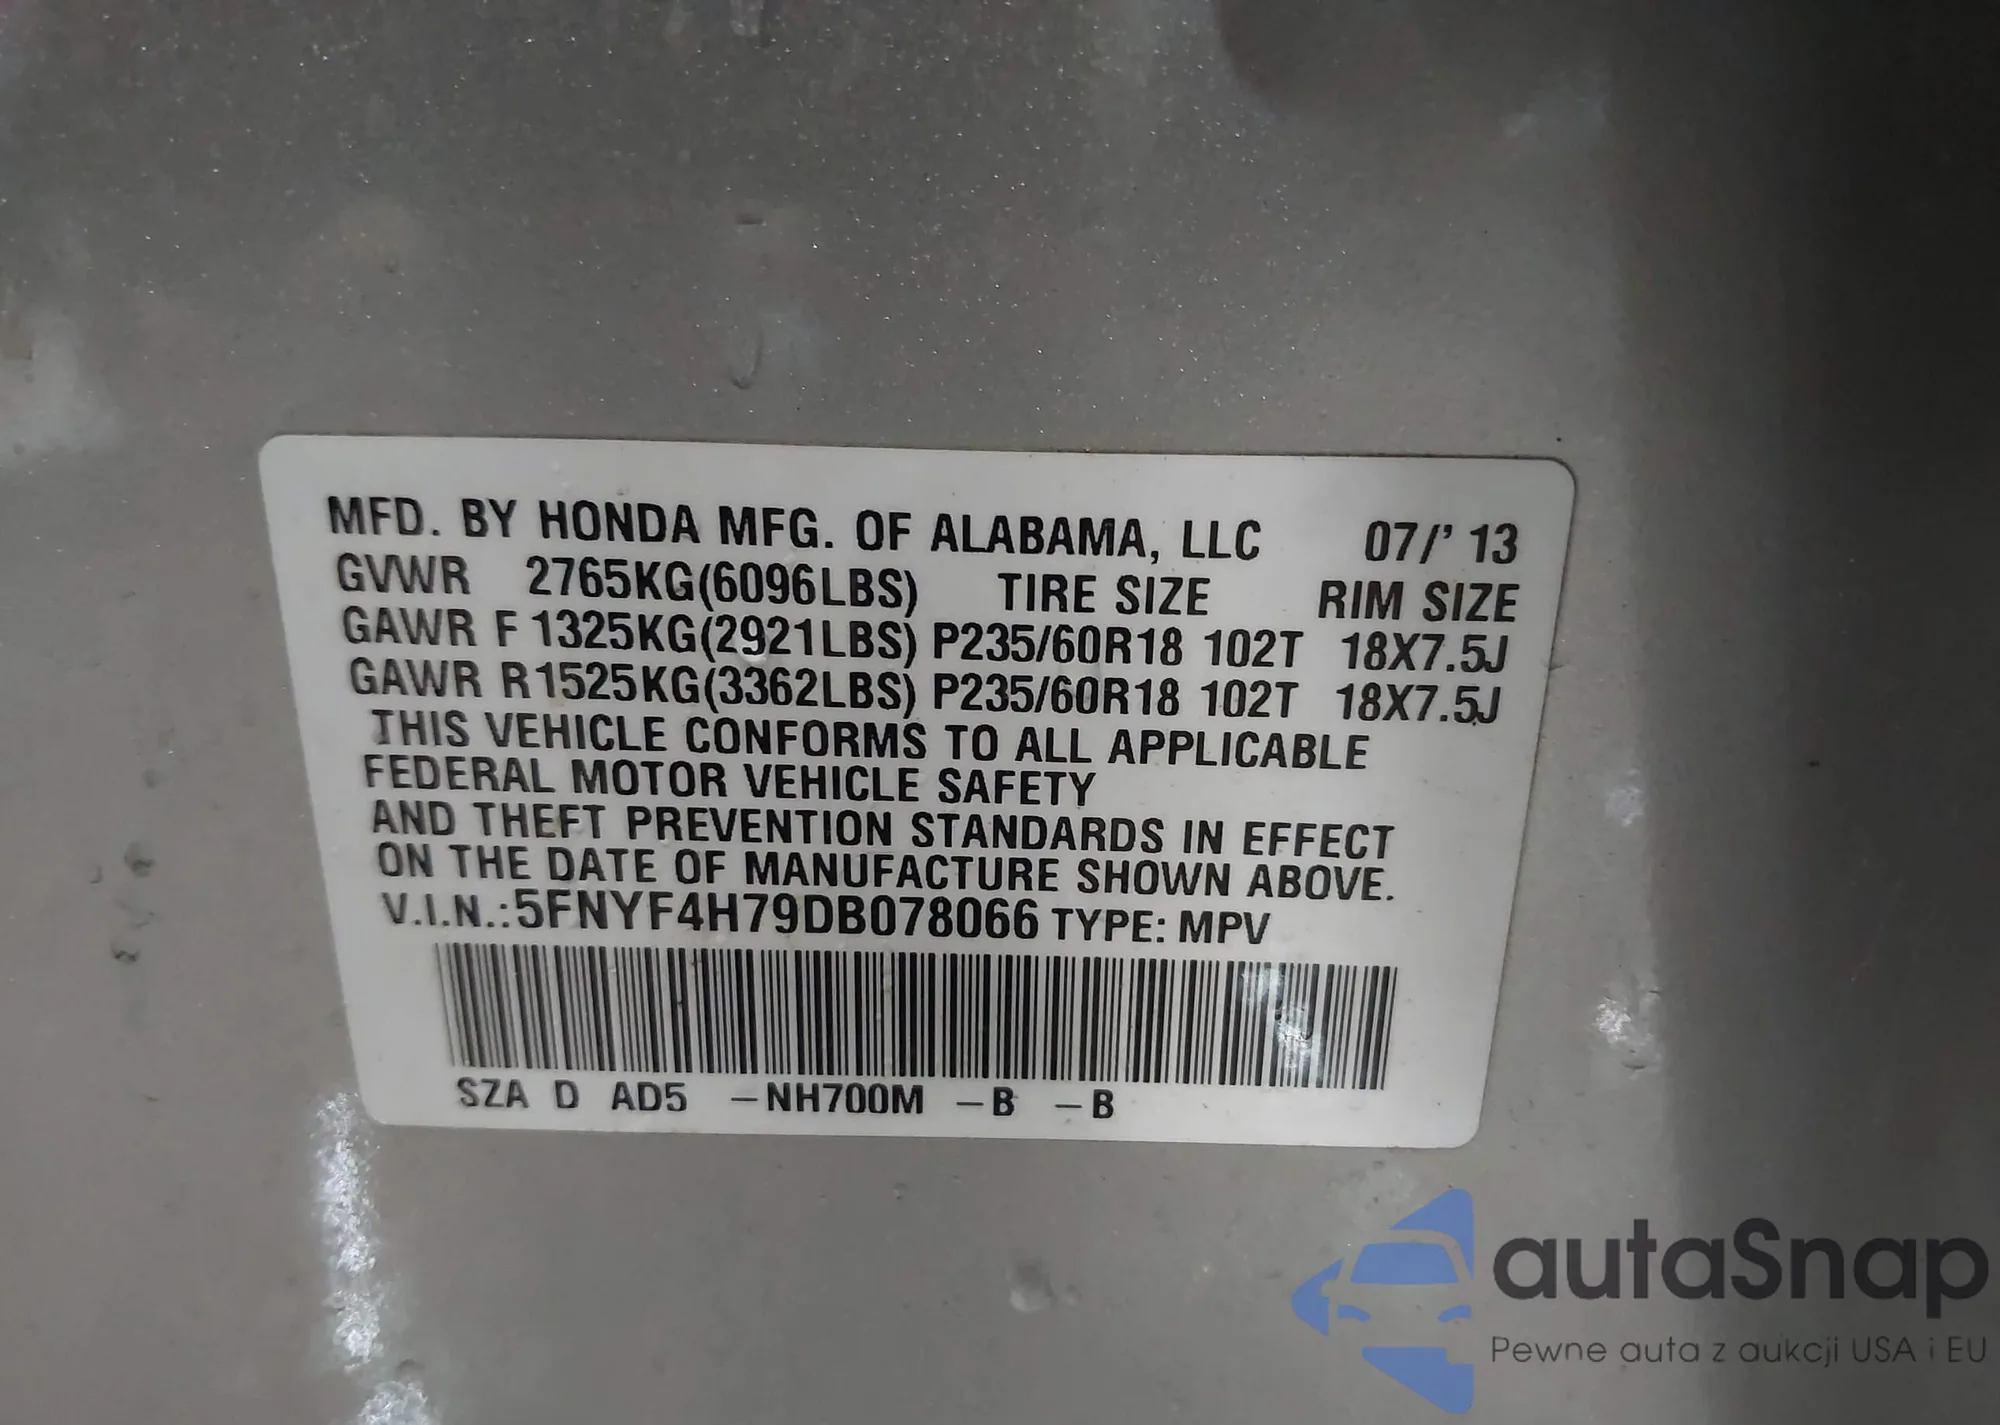 MFD. BY HONDA MFG. OF ALABAMA, LLC 07/' 13
GVWR 2765KG(6096LBS) TIRE SIZE RIM SIZE
GAWR F 1325KG(2921LBS) P235/60R18 102T 18X7.5J
GAWR R1525KG(3362LBS) P235/60R18 102T 18X7.5J
THIS VEHICLE CONFORMS TO ALL APPLICABLE
FEDERAL MOTOR VEHICLE SAFETY
AND THEFT PREVENTION STANDARDS IN EFFECT
ON THE DATE OF MANUFACTURE SHOWN ABOVE.
V.I.N.:5FNYF4H79DB078066 TYPE: MPV
SZA D AD5 –NH700M –B –B
autaSnap
Pewne auta z aukcji USA i EU